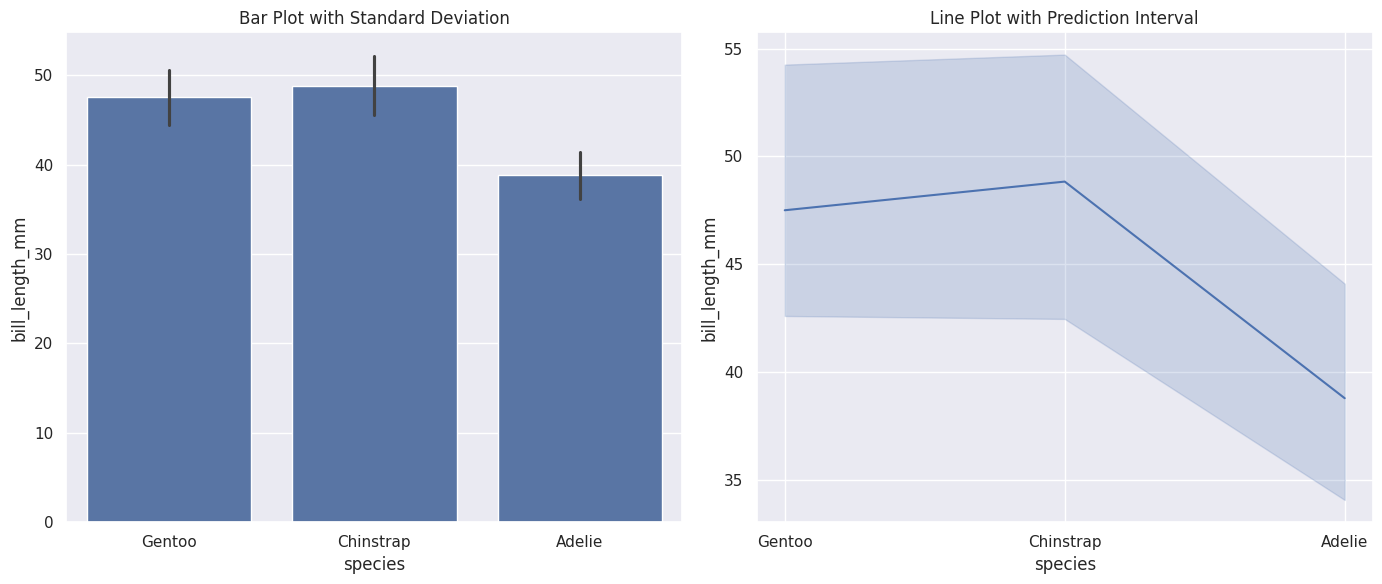 Bar Plot with Standard Deviation
bill_length_mm
50
40
30
20
10
0
Gentoo Chinstrap Adelie
species
Line Plot with Prediction Interval
bill_length_mm
55
50
45
40
35
Gentoo Chinstrap Adelie
species